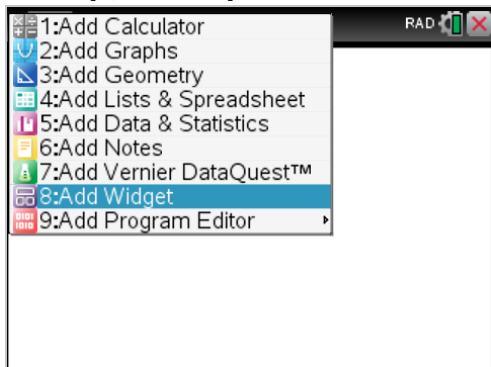 1:Add Calculator
RAD
2:Add Graphs
3:Add Geometry
4:Add Lists & Spreadsheet
5:Add Data & Statistics
6:Add Notes
7:Add Vernier DataQuest™
8:Add Widget
9:Add Program Editor